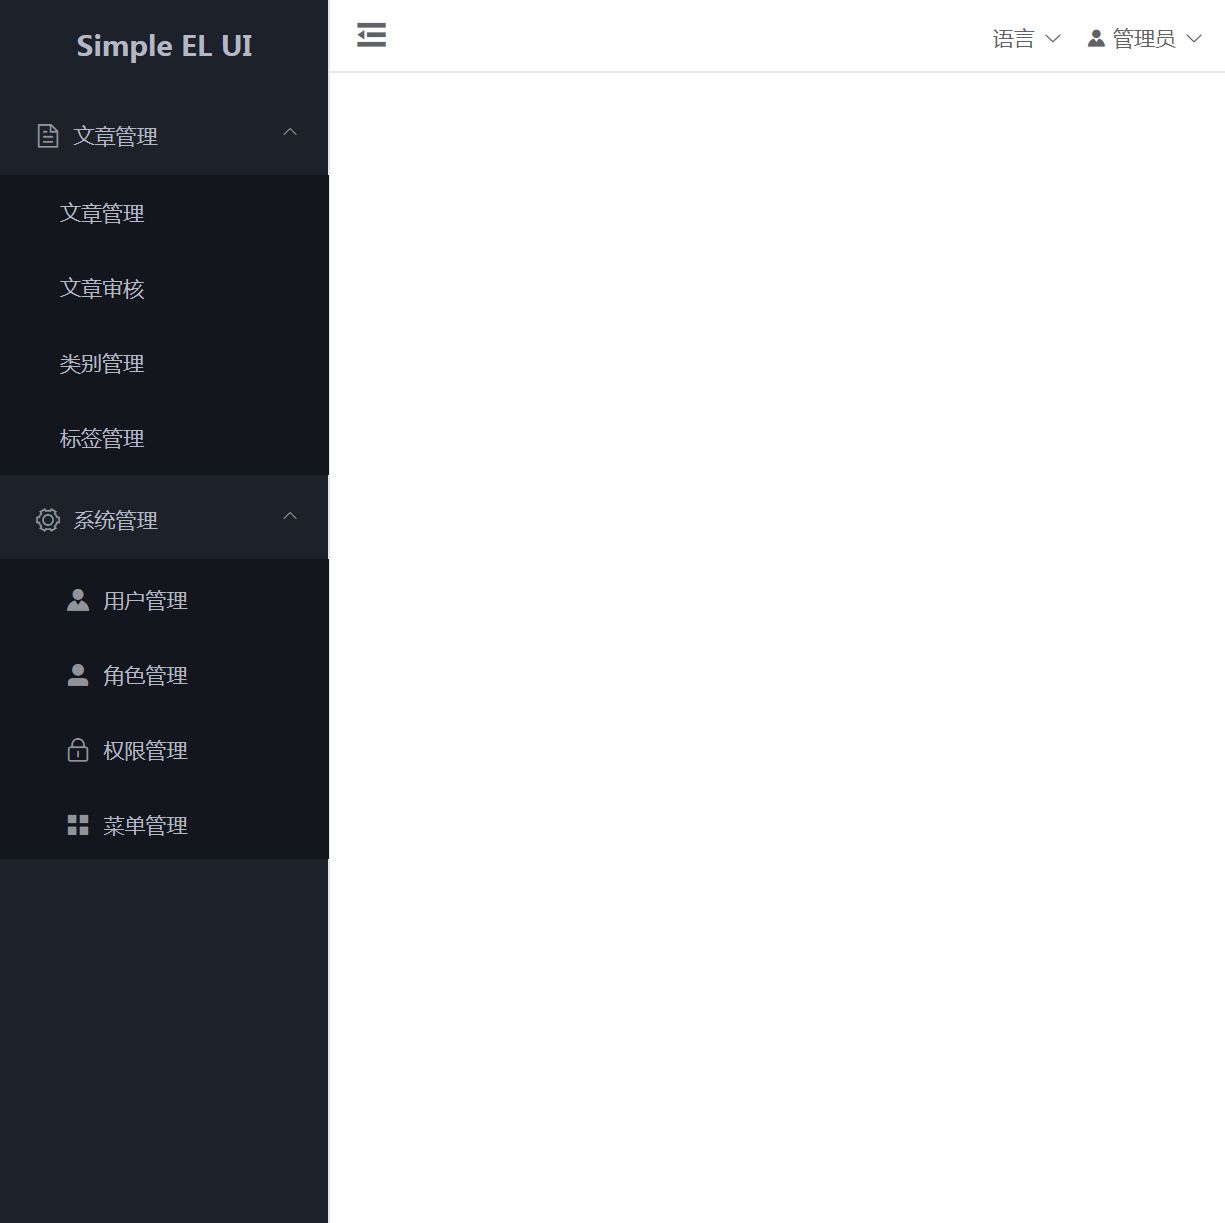 Simple EL UI
语言
管理员
文章管理
文章管理
文章审核
类别管理
标签管理
系统管理
用户管理
角色管理
权限管理
菜单管理